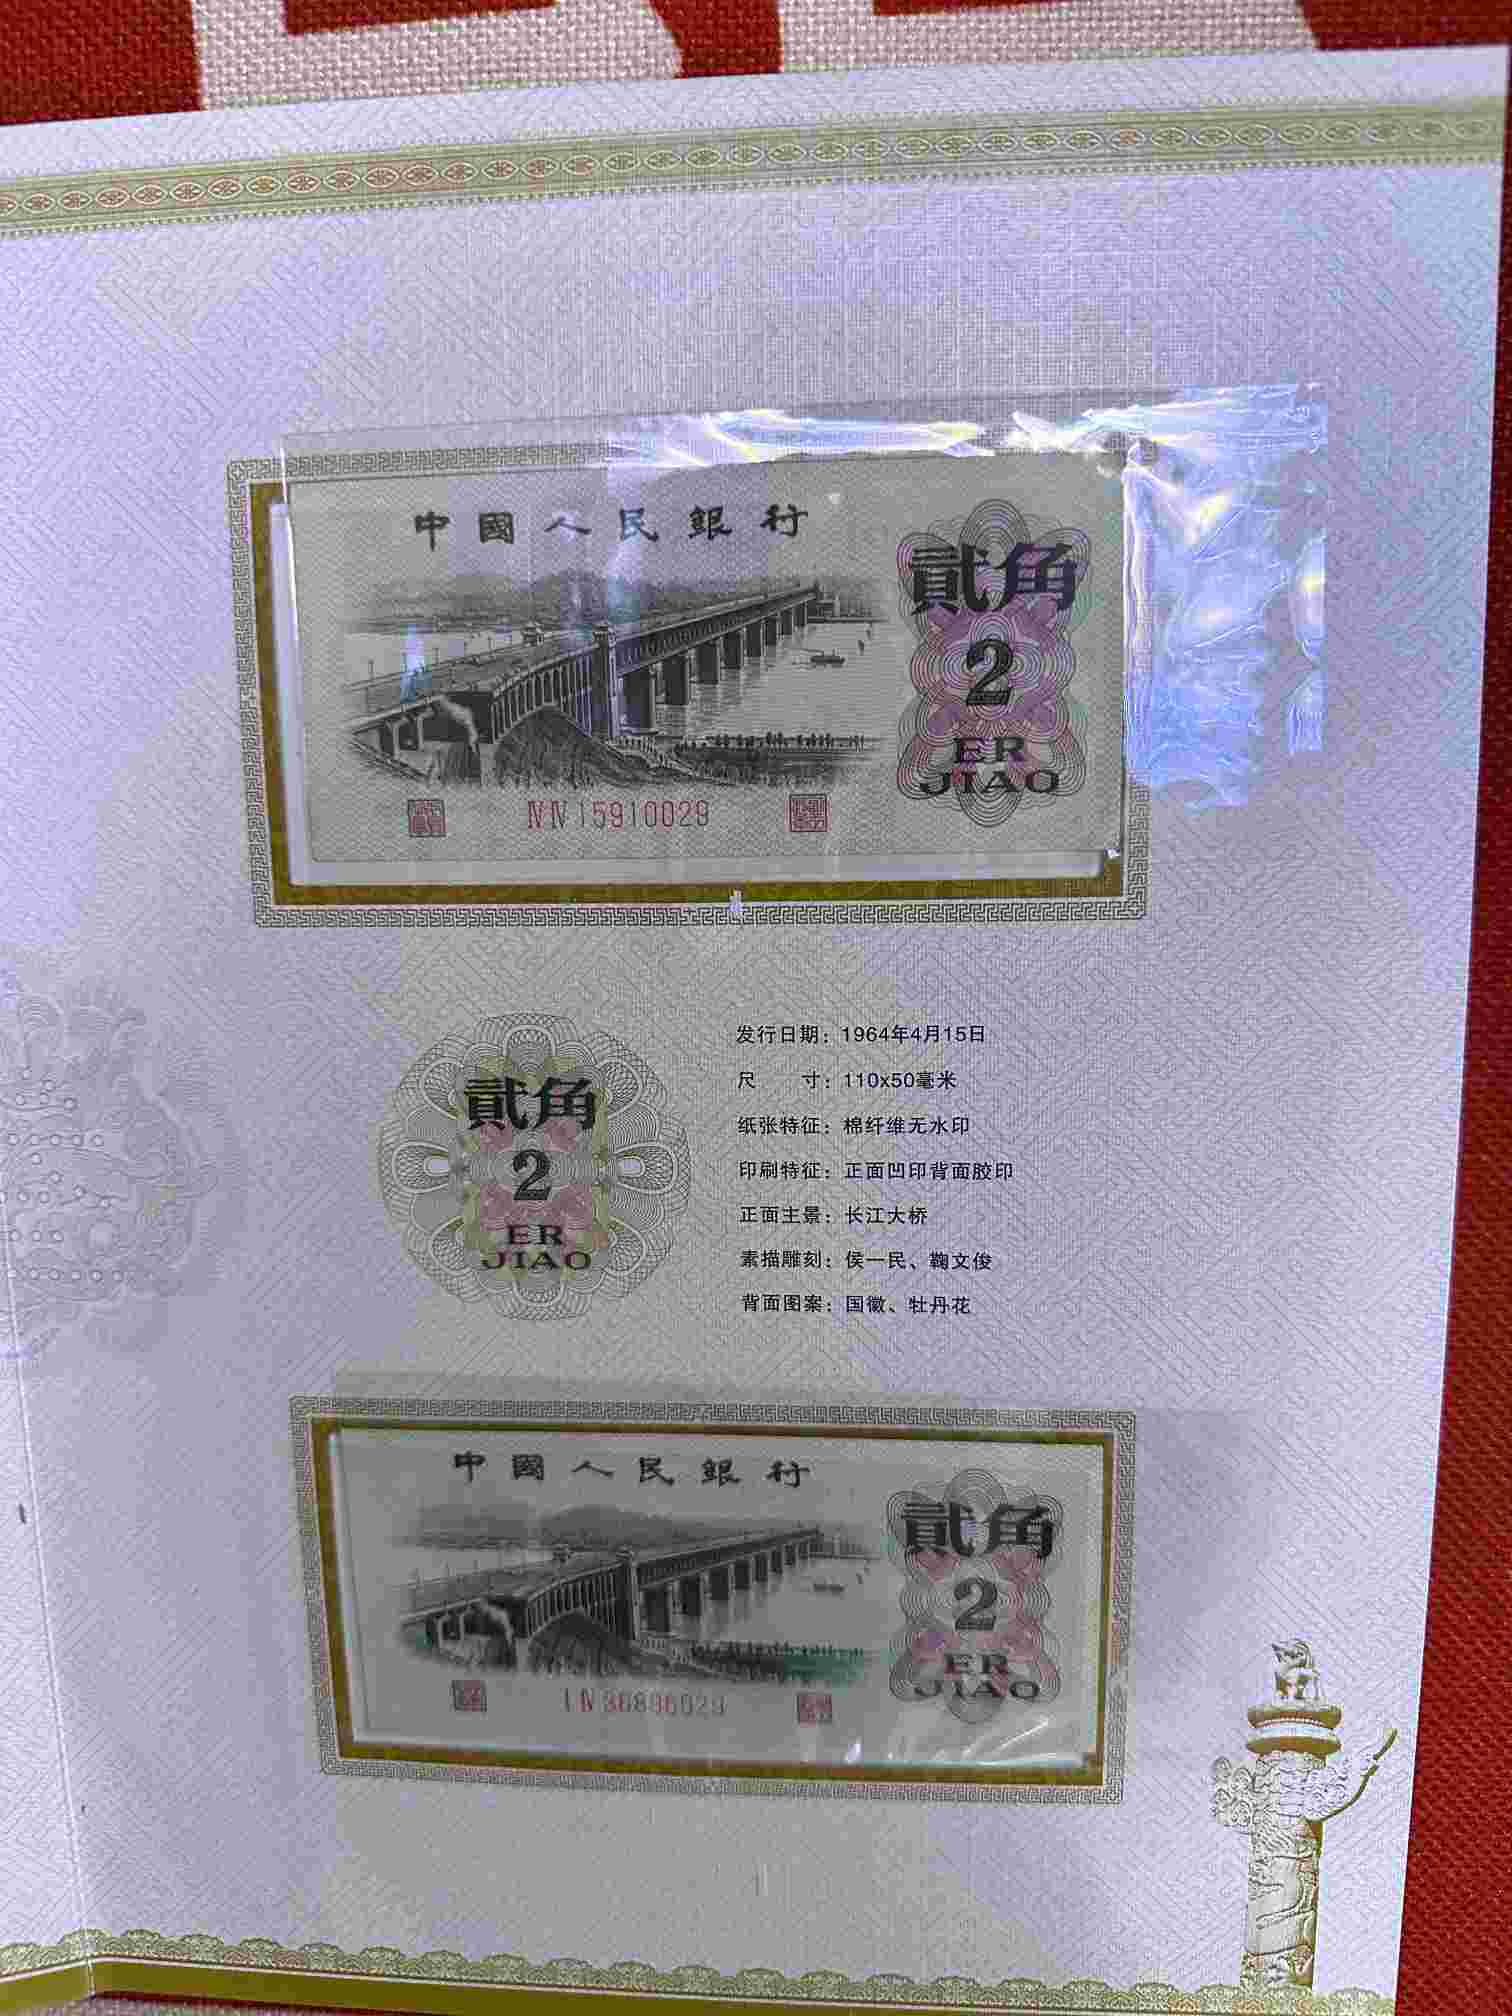 中國人民銀行
貳角
2
ER
JIAO
ⅣⅣ 15910029
发行日期：1964年4月15日
尺　　寸：110x50毫米
纸张特征：棉纤维无水印
印刷特征：正面凹印背面胶印
正面主景：长江大桥
素描雕刻：侯一民、鞠文俊
背面图案：国徽、牡丹花
貳角
2
ER
JIAO
中國人民銀行
貳角
2
ER
JIAO
ⅠⅣ 36896029